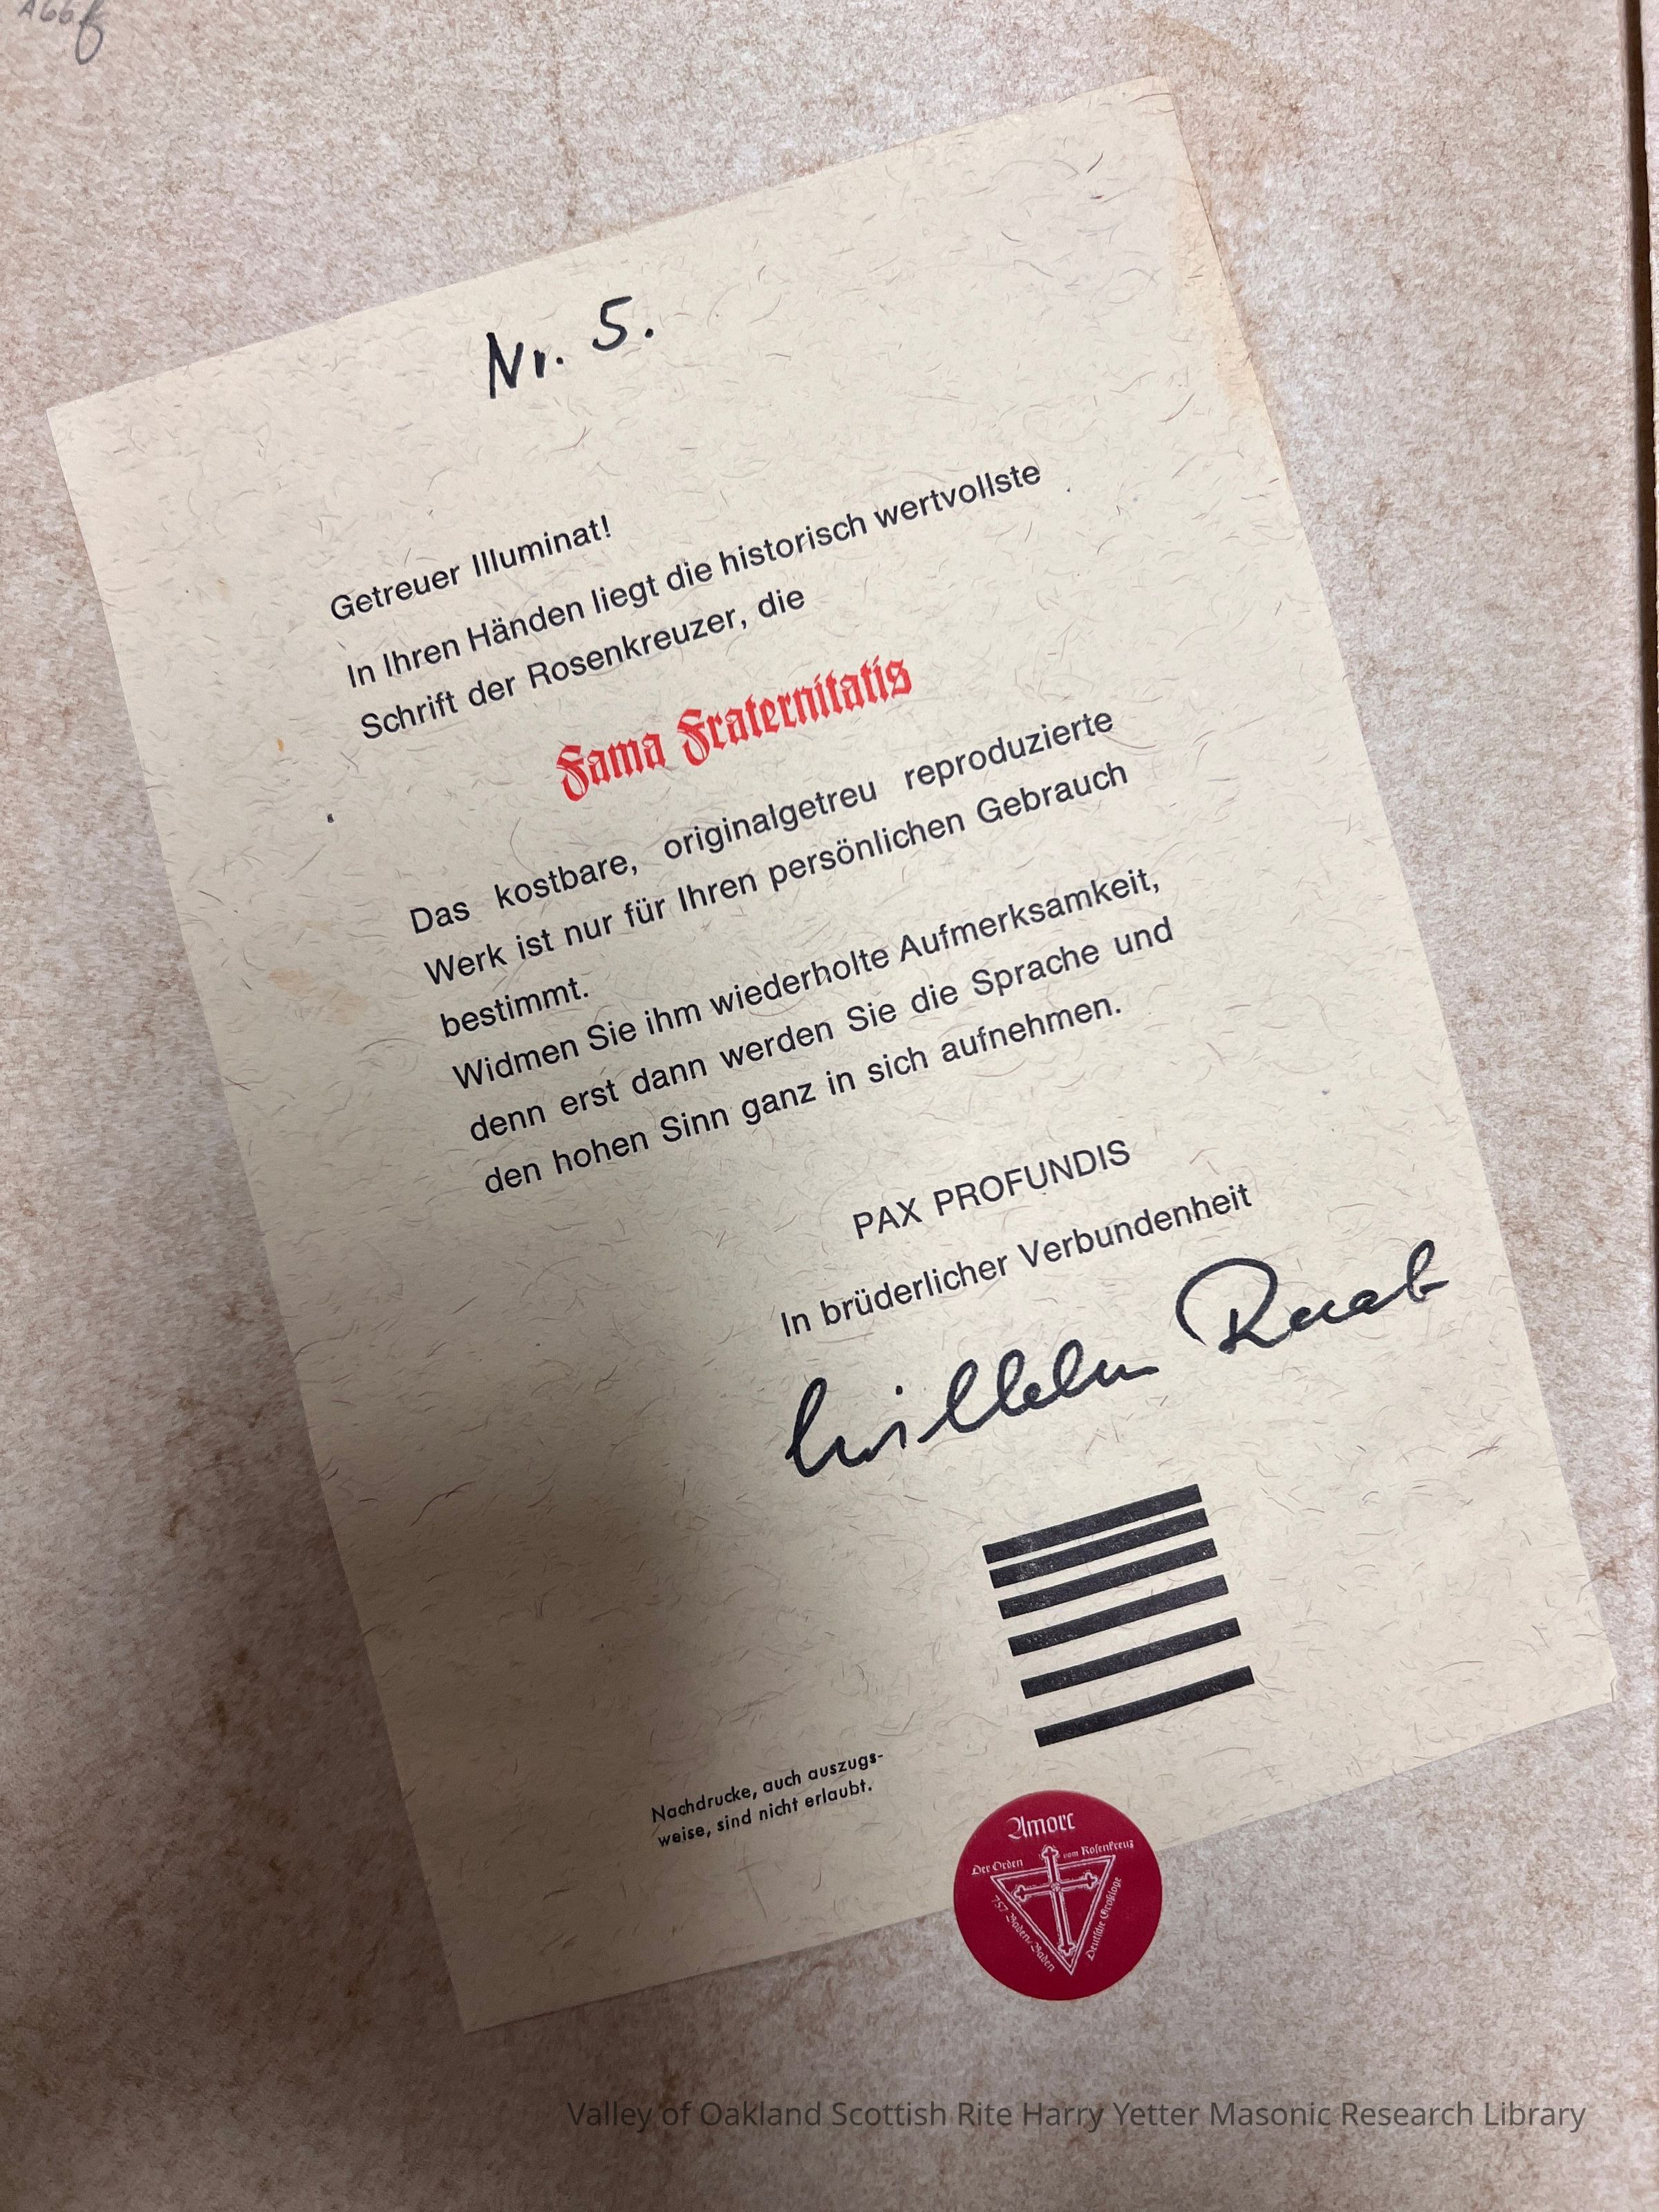 A66f
Nr. 5.
Getreuer Illuminat!
In Ihren Händen liegt die historisch wertvollste
Schrift der Rosenkreuzer, die
Fama Fraternitatis
Das kostbare, originalgetreu reproduzierte
Werk ist nur für Ihren persönlichen Gebrauch
bestimmt.
Widmen Sie ihm wiederholte Aufmerksamkeit,
denn erst dann werden Sie die Sprache und
den hohen Sinn ganz in sich aufnehmen.
PAX PROFUNDIS
In brüderlicher Verbundenheit
Wilhelm Raab
Nachdrucke, auch auszugs-
weise, sind nicht erlaubt.
Amorc
Der Orden vom Rosenkreuz
757 Baden-Baden
Deutsche Großloge
Valley of Oakland Scottish Rite Harry Yetter Masonic Research Library